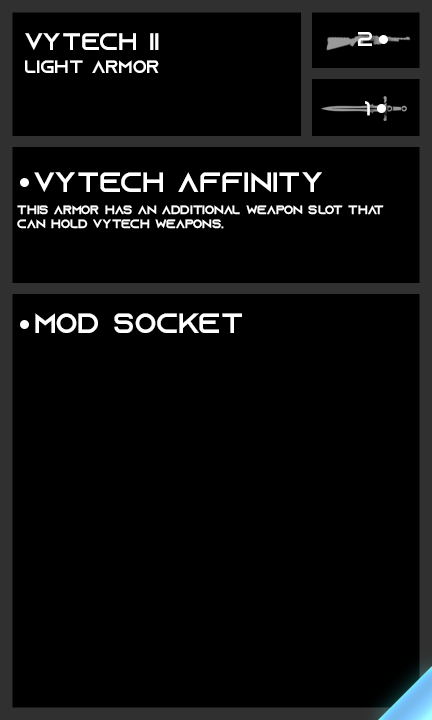 VYTECH II
LIGHT ARMOR
2•
1•
•VYTECH AFFINITY
THIS ARMOR HAS AN ADDITIONAL WEAPON SLOT THAT
CAN HOLD VYTECH WEAPONS.
•MOD SOCKET